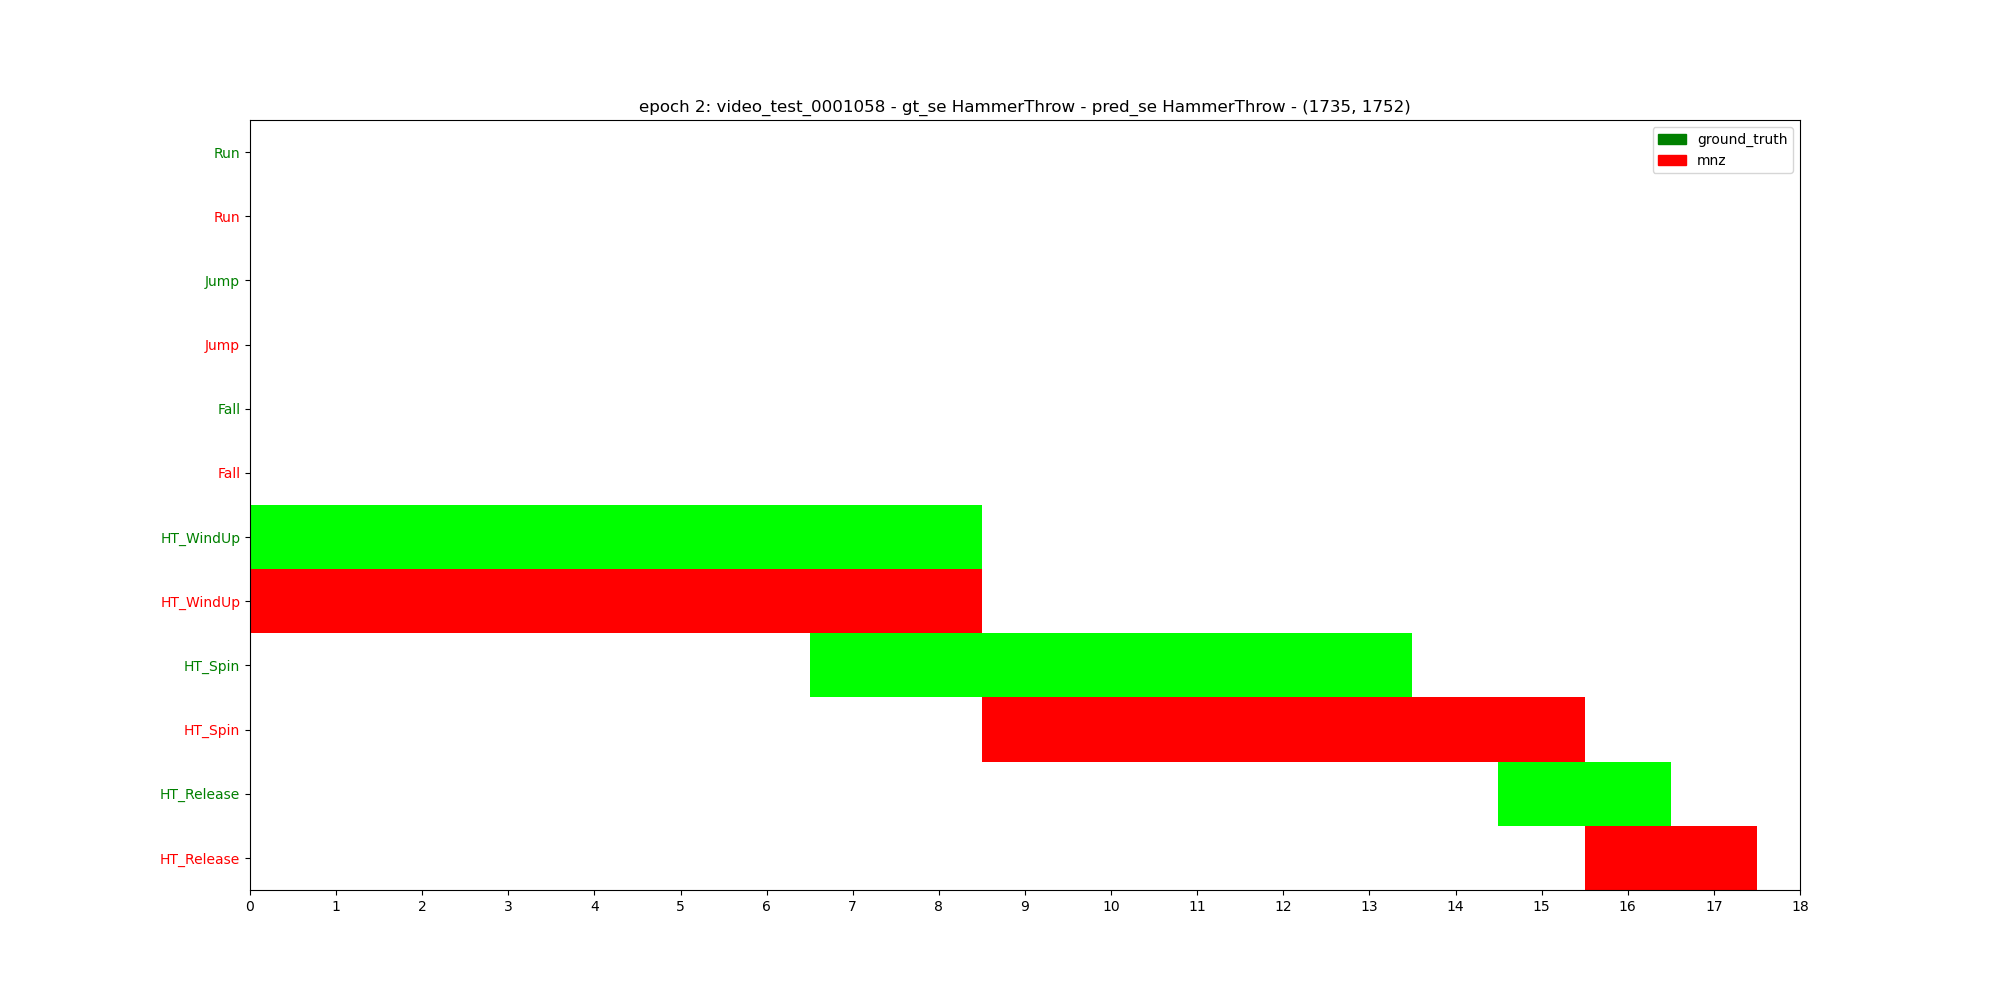 epoch 2: video_test_0001058 - gt_se HammerThrow - pred_se HammerThrow - (1735, 1752)
ground_truth
mnz
Run
Run
Jump
Jump
Fall
Fall
HT_WindUp
HT_WindUp
HT_Spin
HT_Spin
HT_Release
HT_Release
0 1 2 3 4 5 6 7 8 9 10 11 12 13 14 15 16 17 18